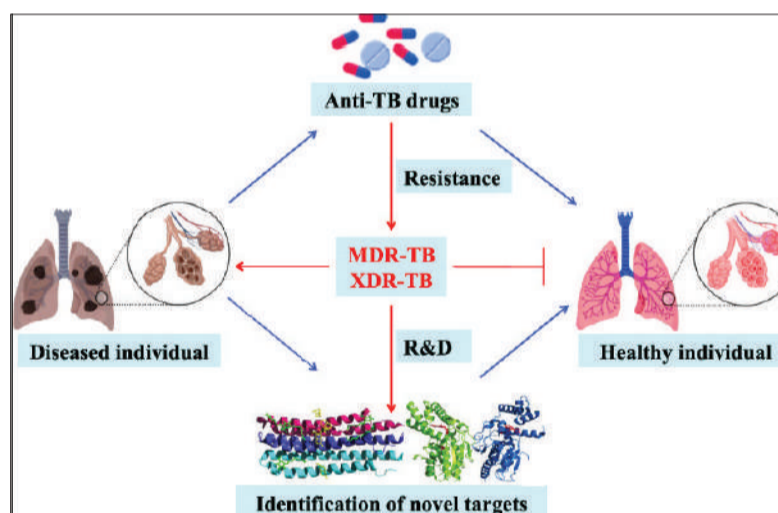 Anti-TB drugs
Resistance
MDR-TB
XDR-TB
Diseased individual
R&D
Healthy individual
Identification of novel targets